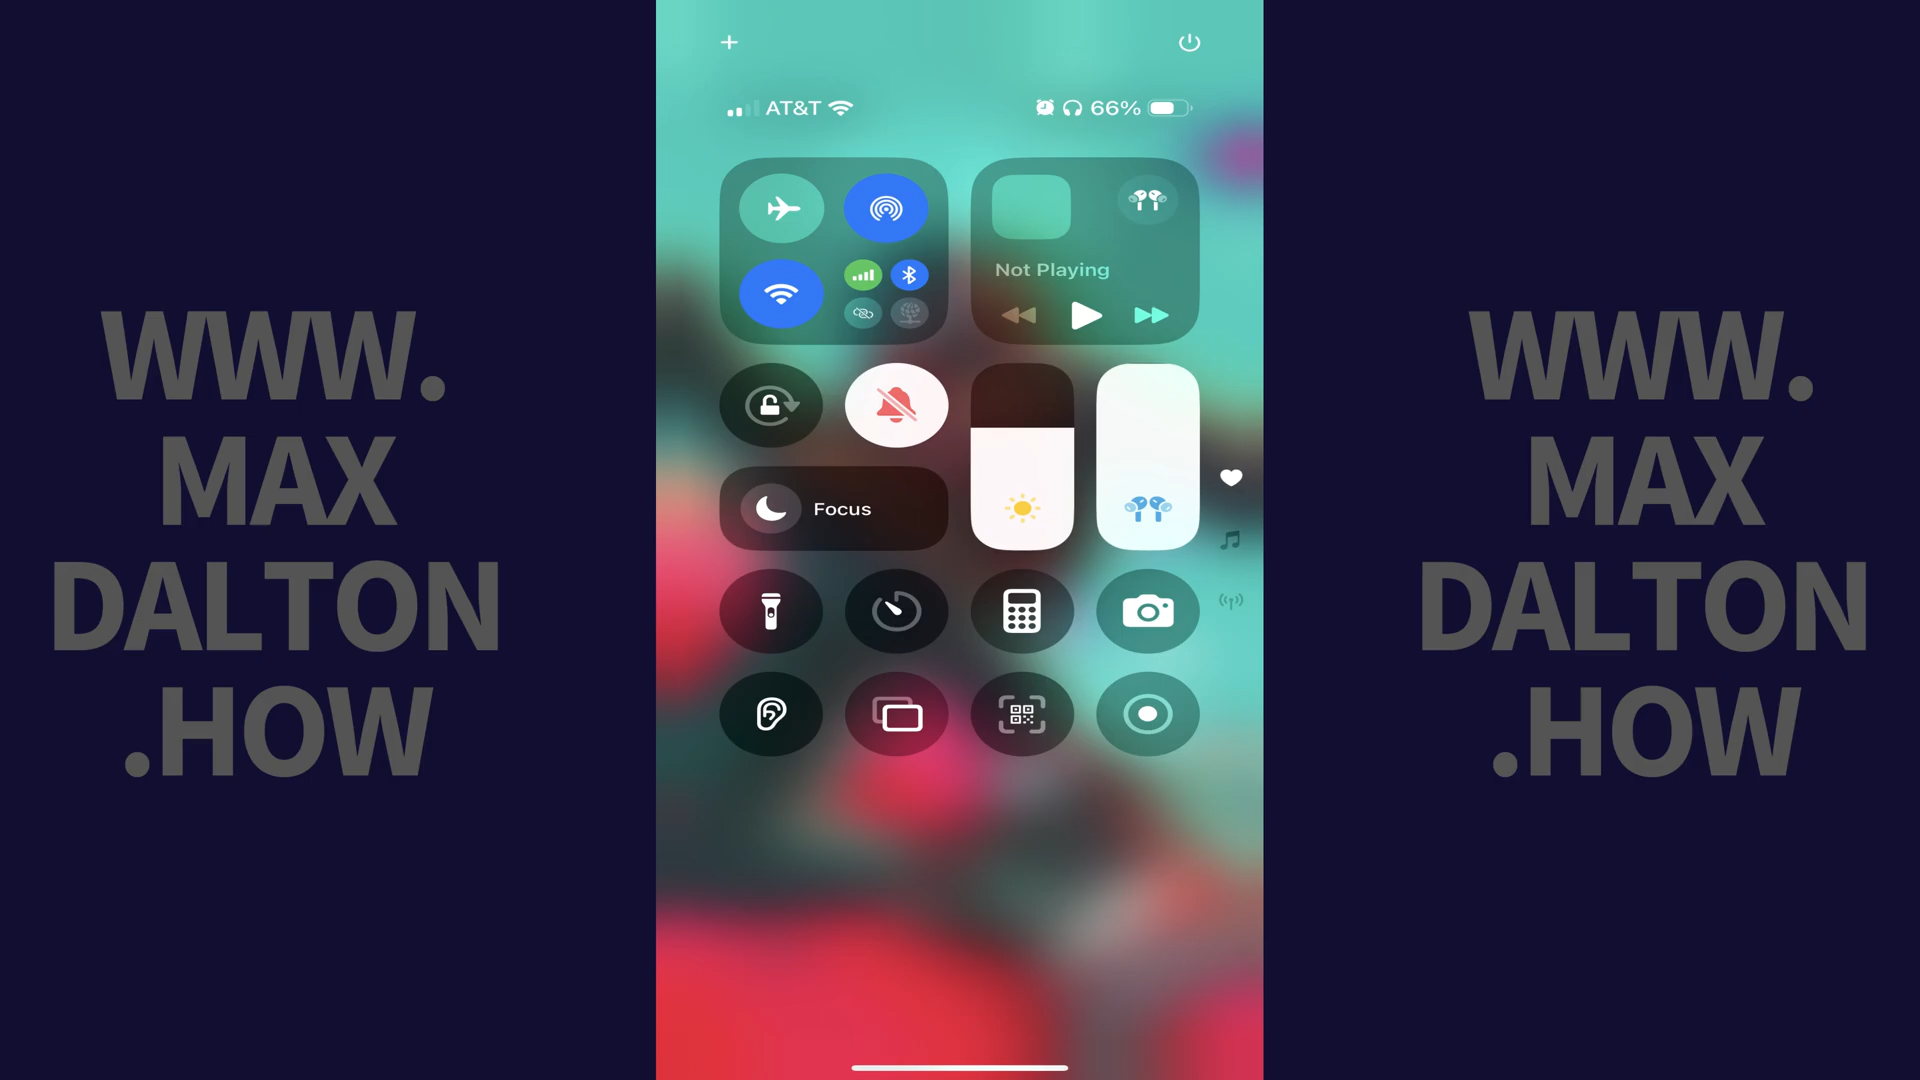 AT&T
66%
Not Playing
Focus
WWW.
MAX
DALTON
.HOW
WWW.
MAX
DALTON
.HOW